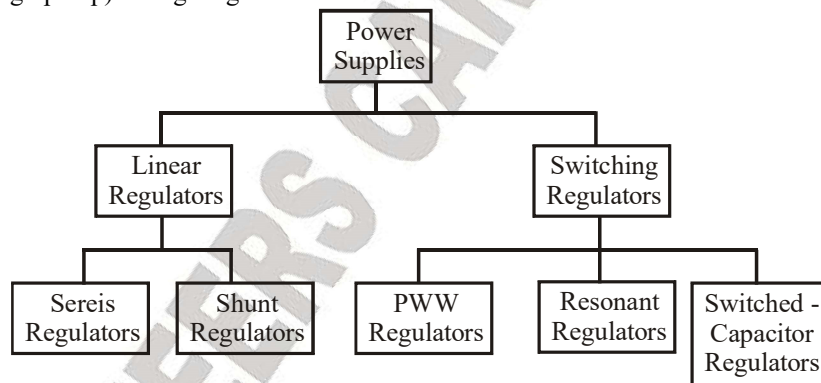 Power
Supplies
Linear
Regulators
Switching
Regulators
Sereis
Regulators
Shunt
Regulators
PWW
Regulators
Resonant
Regulators
Switched -
Capacitor
Regulators